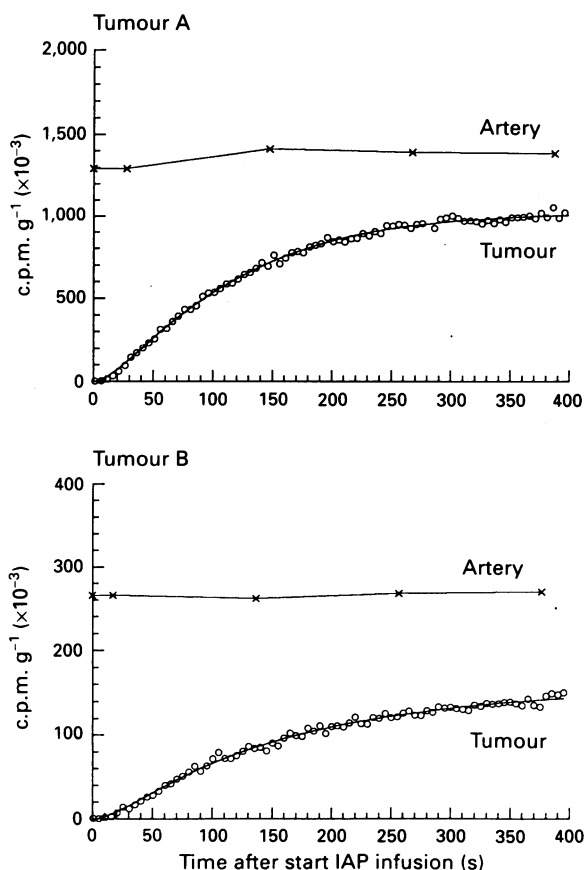 Tumour A
2,000
1,500
1,000
500
0
c.p.m. g⁻¹ (×10⁻³)
Artery
Tumour
0 50 100 150 200 250 300 350 400
Tumour B
400
300
200
100
0
c.p.m. g⁻¹ (×10⁻³)
Artery
Tumour
0 50 100 150 200 250 300 350 400
Time after start IAP infusion (s)